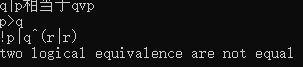 q|p相当于qvp
p>q
!p|q^(r|r)
two logical equivalence are not equal